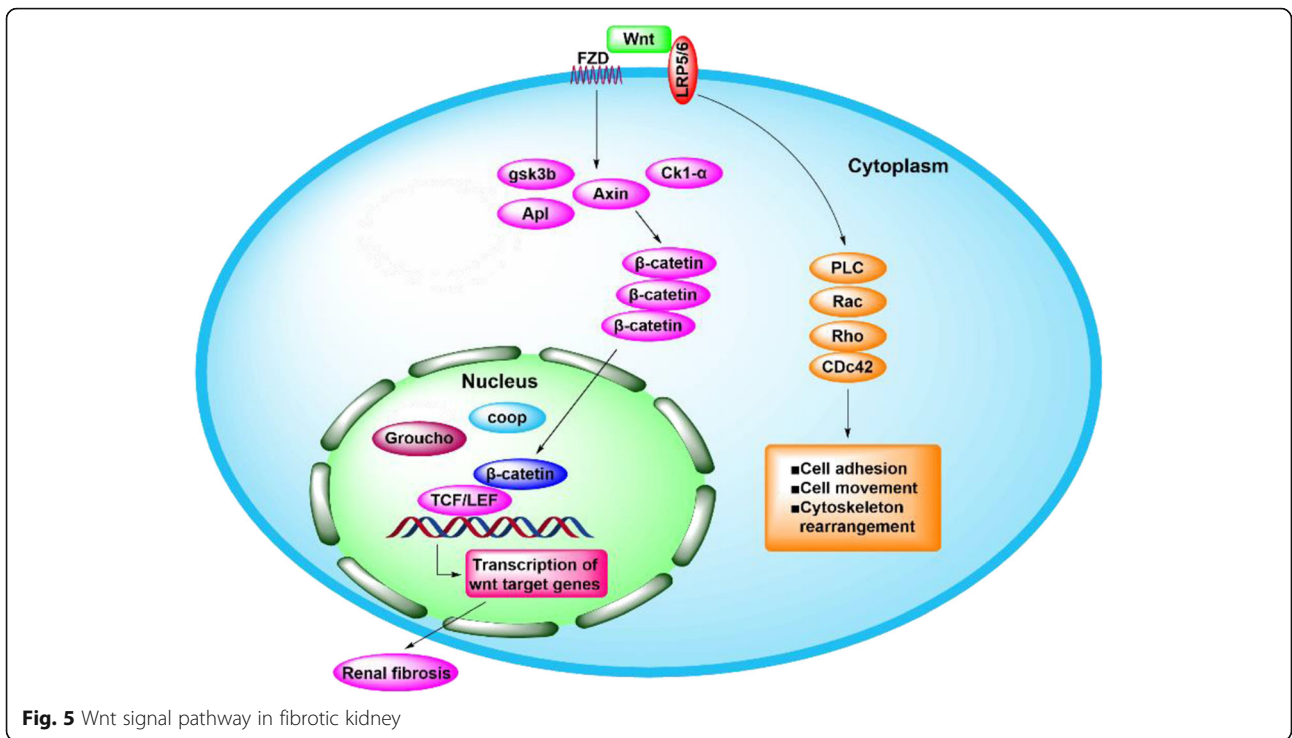 Wnt
FZD
LRP5/6
Cytoplasm
gsk3b
Ck1-α
Axin
Apl
β-catetin
β-catetin
β-catetin
PLC
Rac
Rho
CDc42
Nucleus
coop
Groucho
β-catetin
TCF/LEF
■Cell adhesion
■Cell movement
■Cytoskeleton
rearrangement
Transcription of
wnt target genes
Renal fibrosis
Fig. 5 Wnt signal pathway in fibrotic kidney